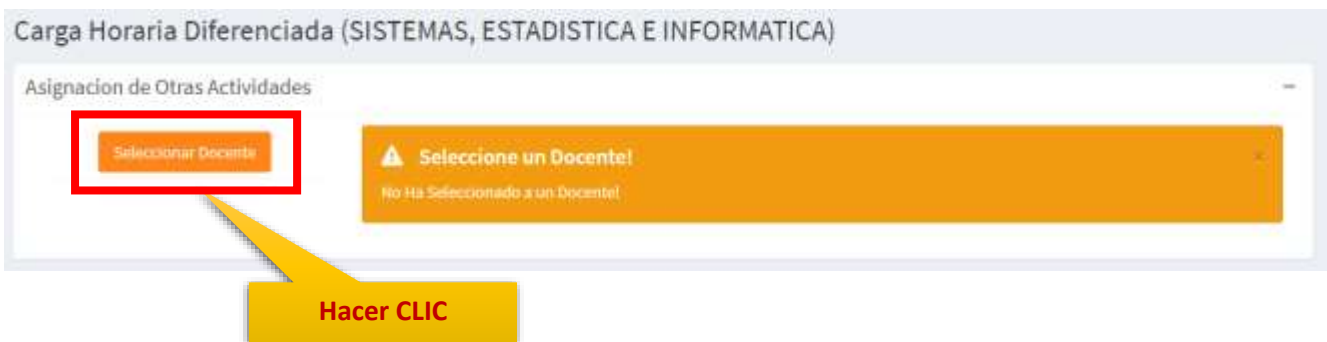 Carga Horaria Diferenciada (SISTEMAS, ESTADISTICA E INFORMATICA)
Asignacion de Otras Actividades
Seleccionar Docente
Seleccione un Docente!
No Ha Seleccionado a un Docente!
Hacer CLIC